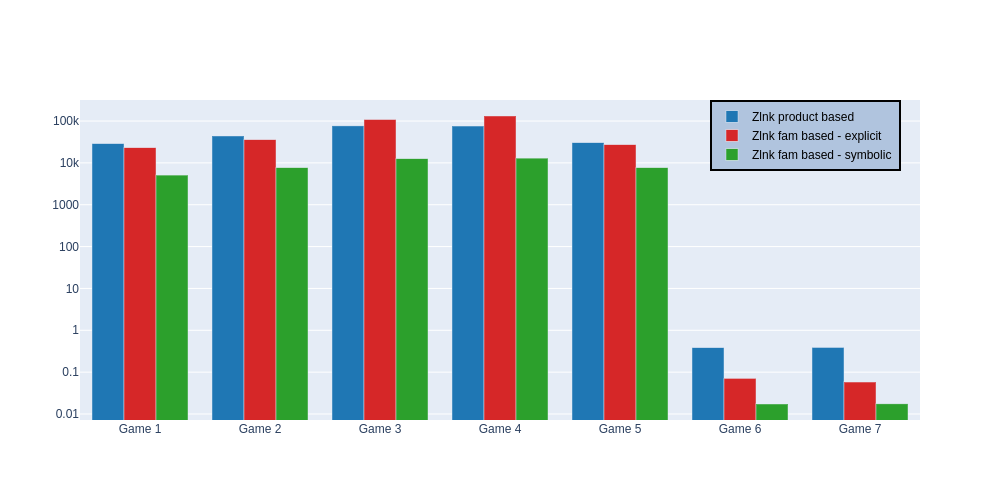 Zlnk product based
Zlnk fam based - explicit
Zlnk fam based - symbolic
100k
10k
1000
100
10
1
0.1
0.01
Game 1
Game 2
Game 3
Game 4
Game 5
Game 6
Game 7